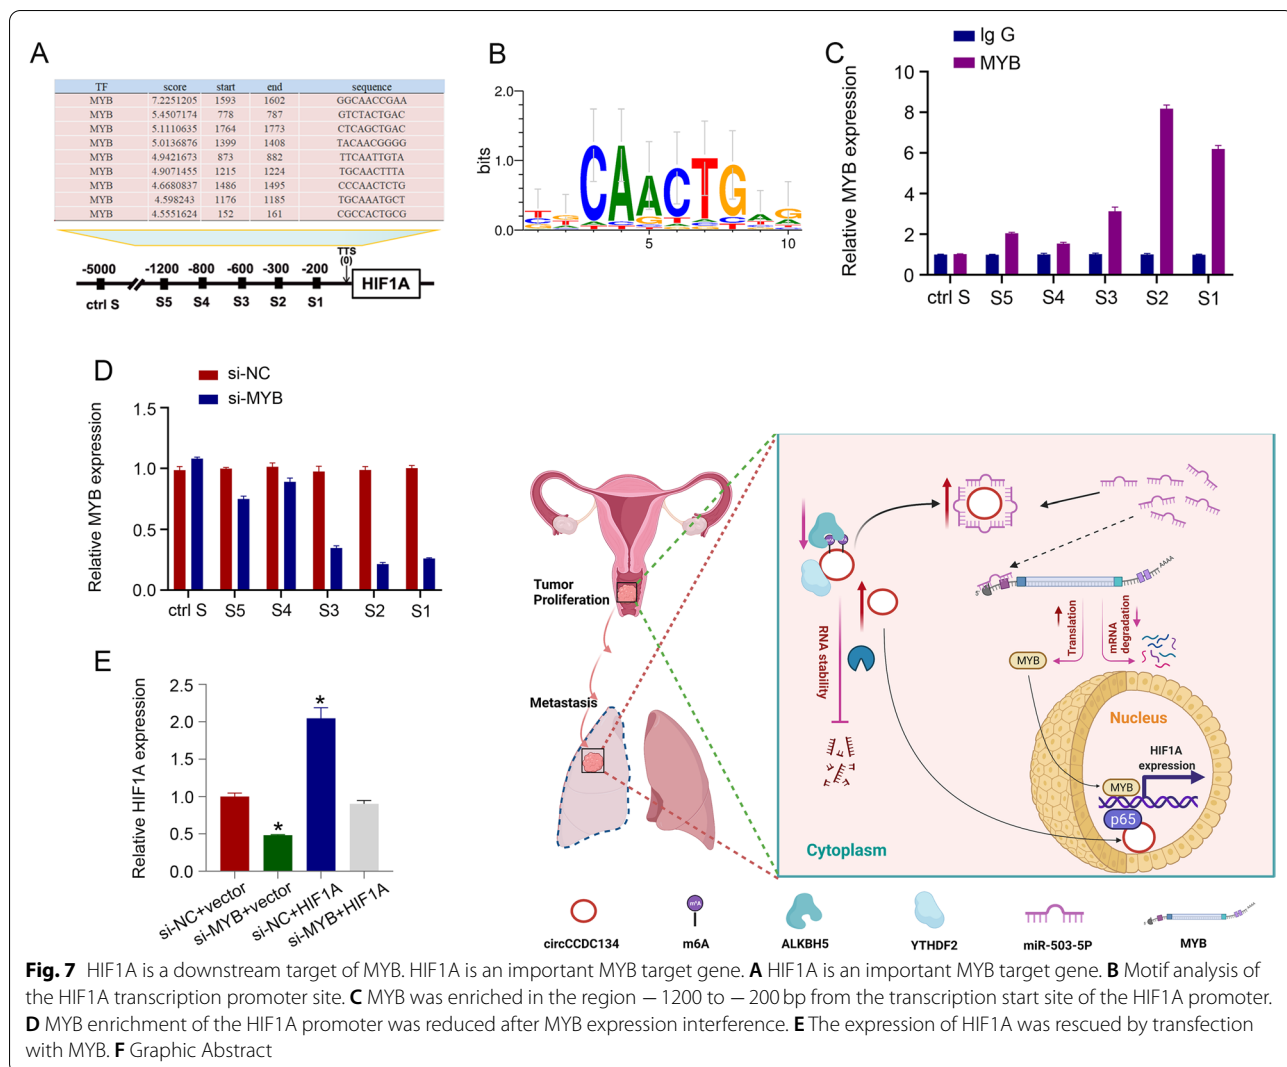 A
TF score start end sequence
MYB 7.2251205 1593 1602 GGCAACCGAA
MYB 5.4507174 778 787 GTCTACTGAC
MYB 5.1110635 1764 1773 CTCAGCTGAC
MYB 5.0136876 1399 1408 TACAACGGGG
MYB 4.9421673 873 882 TTCAATTGTA
MYB 4.9071455 1215 1224 TGCAACTTTA
MYB 4.6680837 1486 1495 CCCAACTCTG
MYB 4.598243 1176 1185 TGCAAATGCT
MYB 4.5551624 152 161 CGCCACTGCG
TTS
(0)
-5000 -1200 -800 -600 -300 -200
HIF1A
ctrl S S5 S4 S3 S2 S1
B
2.0
1.0
0.0
bits
CAACTG
5 10
C
Ig G
MYB
Relative MYB expression
10
8
6
4
2
0
ctrl S S5 S4 S3 S2 S1
D
si-NC
si-MYB
Relative MYB expression
1.5
1.0
0.5
0.0
ctrl S S5 S4 S3 S2 S1
E
Relative HIF1A expression
2.5
2.0
1.5
1.0
0.5
0.0
* *
si-NC+vector
si-MYB+vector
si-NC+HIF1A
si-MYB+HIF1A
Tumor
Proliferation
Metastasis
RNA stability
5'
AAAA
Translation
mRNA
degradation
MYB
Nucleus
HIF1A
expression
MYB
p65
Cytoplasm
m6A
circCCDC134 m6A ALKBH5 YTHDF2 miR-503-5P MYB
Fig. 7 HIF1A is a downstream target of MYB. HIF1A is an important MYB target gene. A HIF1A is an important MYB target gene. B Motif analysis of
the HIF1A transcription promoter site. C MYB was enriched in the region − 1200 to − 200 bp from the transcription start site of the HIF1A promoter.
D MYB enrichment of the HIF1A promoter was reduced after MYB expression interference. E The expression of HIF1A was rescued by transfection
with MYB. F Graphic Abstract